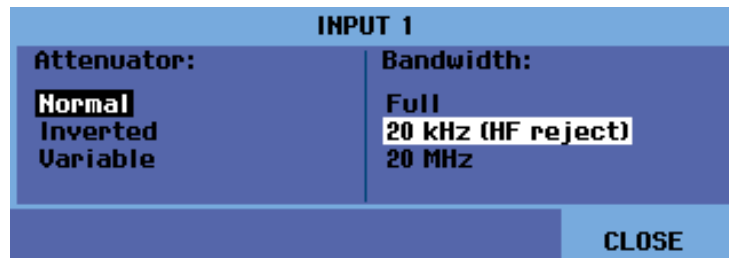 INPUT 1
Attenuator:
Normal
Inverted
Variable
Bandwidth:
Full
20 kHz (HF reject)
20 MHz
CLOSE